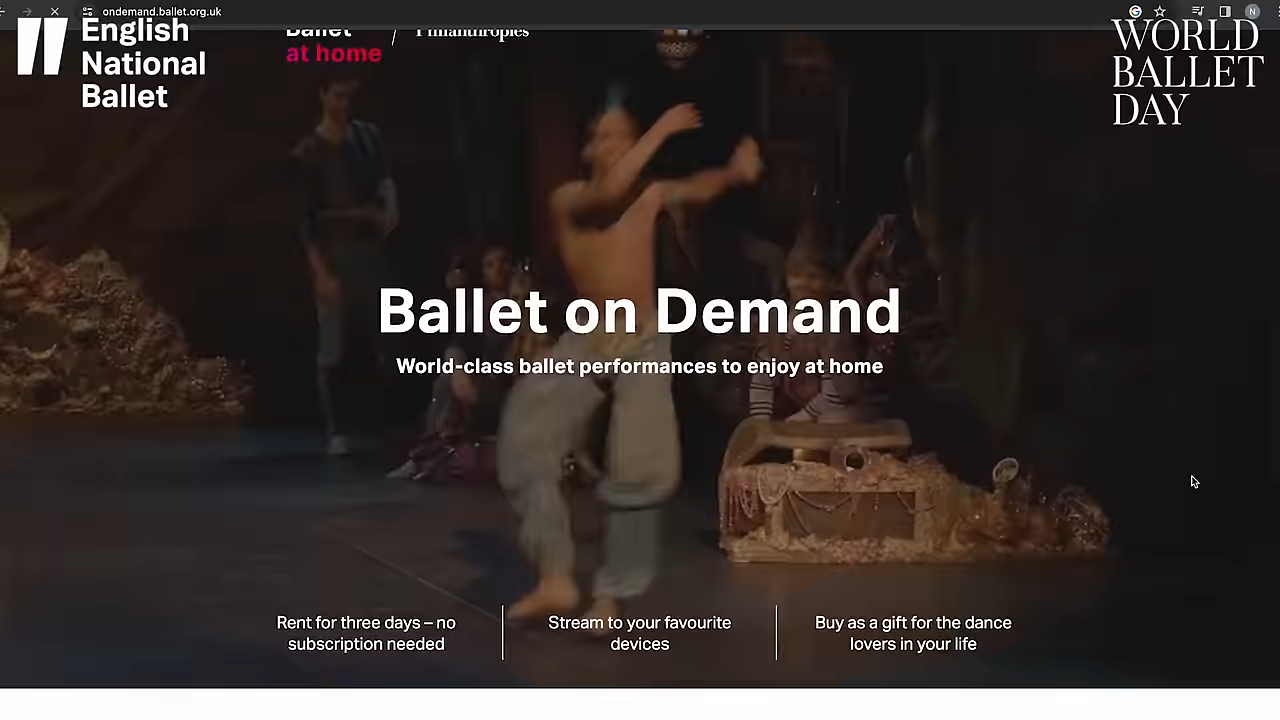 ondemand.ballet.org.uk
N
English
National
Ballet
Ballet
at home
Philanthropies
WORLD
BALLET
DAY
Ballet on Demand
World-class ballet performances to enjoy at home
Rent for three days – no
subscription needed
Stream to your favourite
devices
Buy as a gift for the dance
lovers in your life